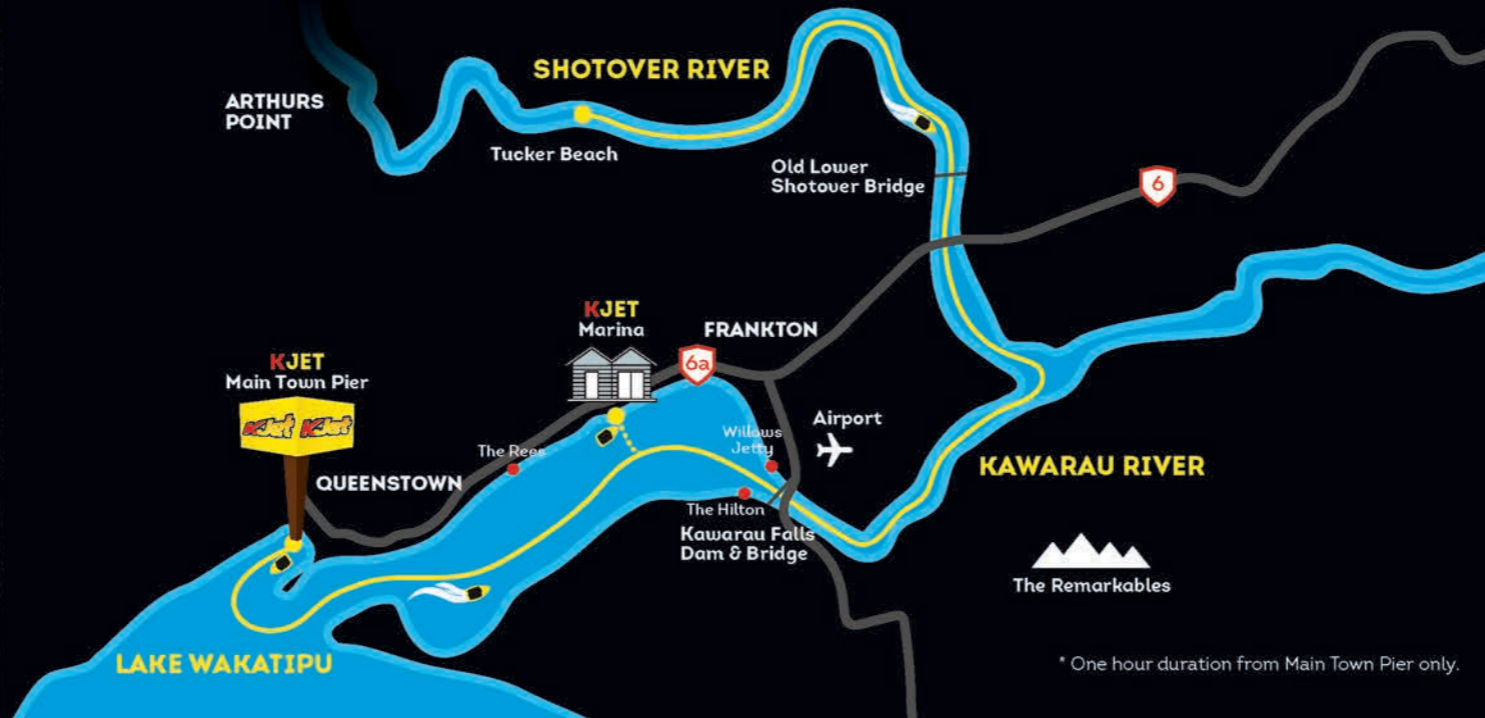 SHOTOVER RIVER
ARTHURS
POINT
Tucker Beach
Old Lower
Shotover Bridge
6
KJET
Marina
FRANKTON
6a
KJET
Main Town Pier
KJet KJet
Willows
Jetty
Airport
The Rees
QUEENSTOWN
KAWARAU RIVER
The Hilton
Kawarau Falls
Dam & Bridge
The Remarkables
LAKE WAKATIPU
* One hour duration from Main Town Pier only.